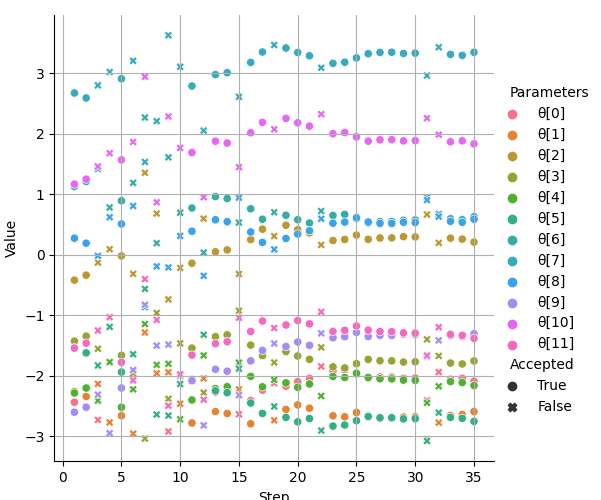 Value
3
2
1
0
−1
−2
−3
0
5
10
15
20
25
30
35
Step
Parameters
θ[0]
θ[1]
θ[2]
θ[3]
θ[4]
θ[5]
θ[6]
θ[7]
θ[8]
θ[9]
θ[10]
θ[11]
Accepted
True
False